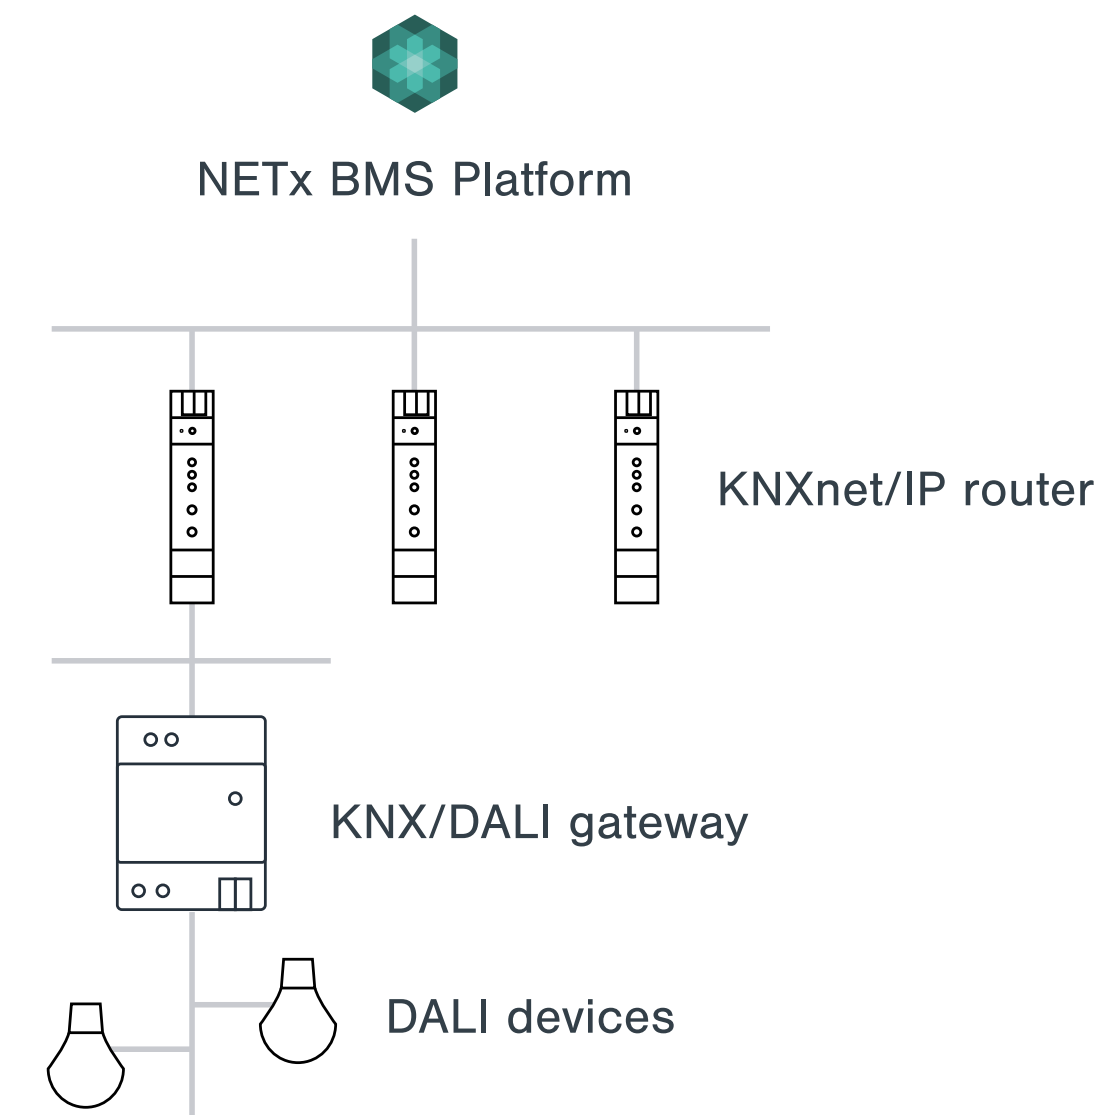 NETx BMS Platform
KNXnet/IP router
KNX/DALI gateway
DALI devices